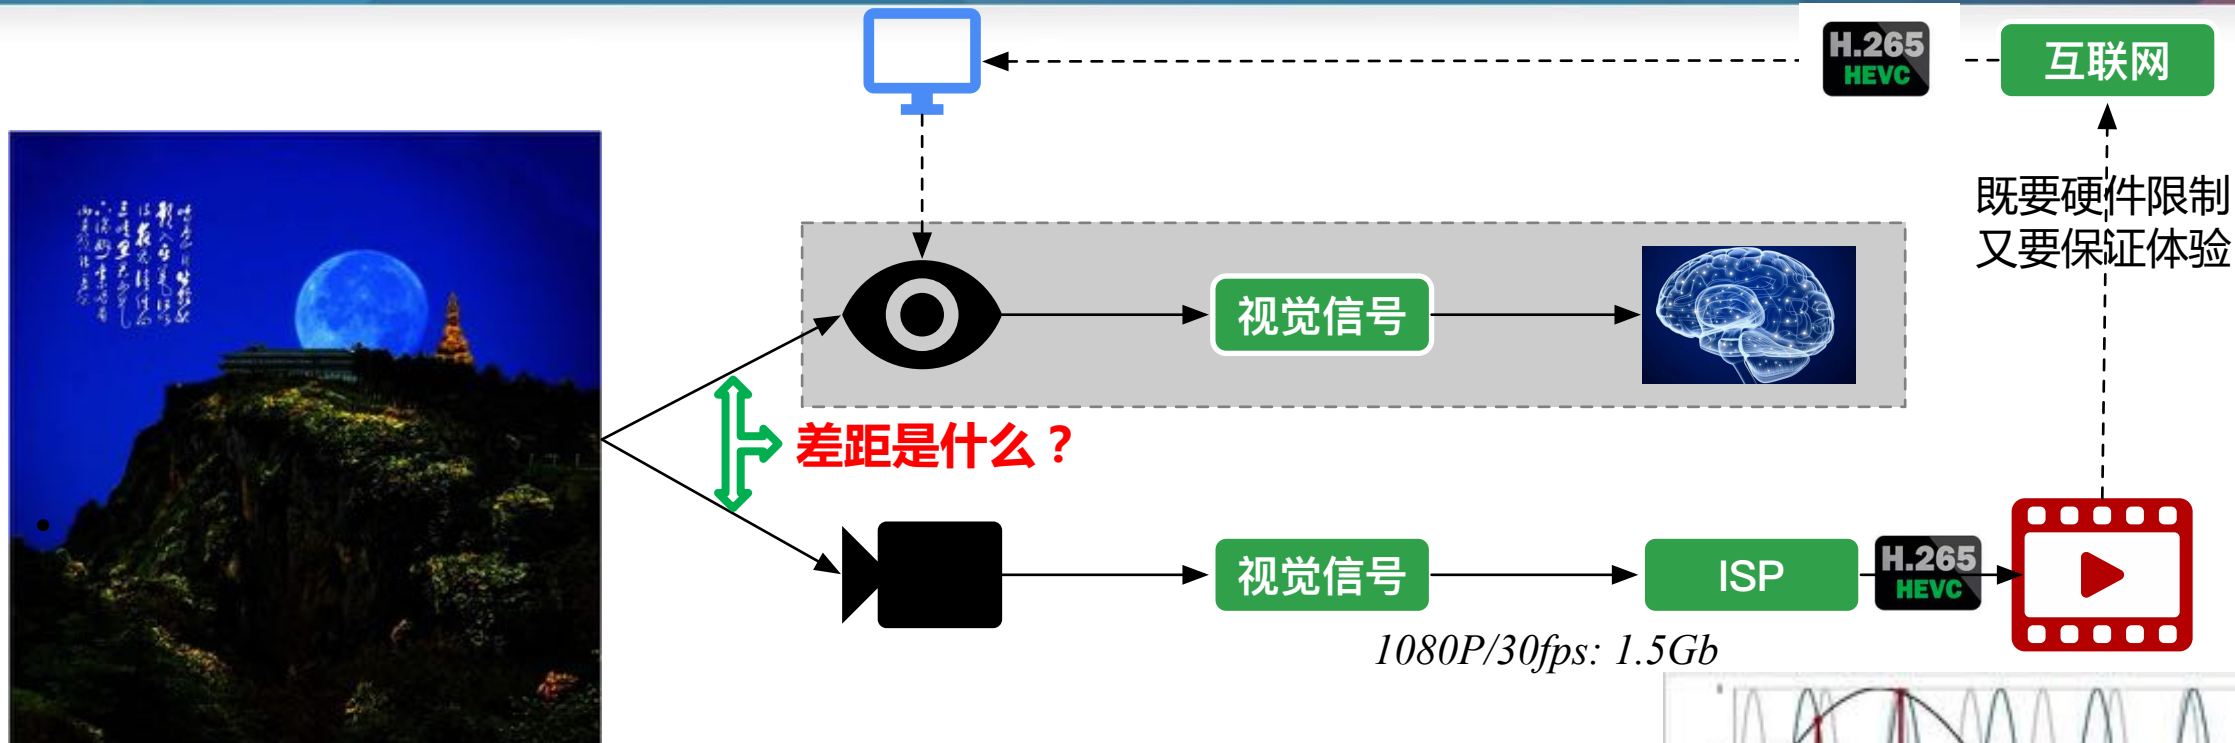 H.265
HEVC
互联网
既要硬件限制
又要保证体验
视觉信号
差距是什么？
视觉信号
ISP
H.265
HEVC
1080P/30fps: 1.5Gb